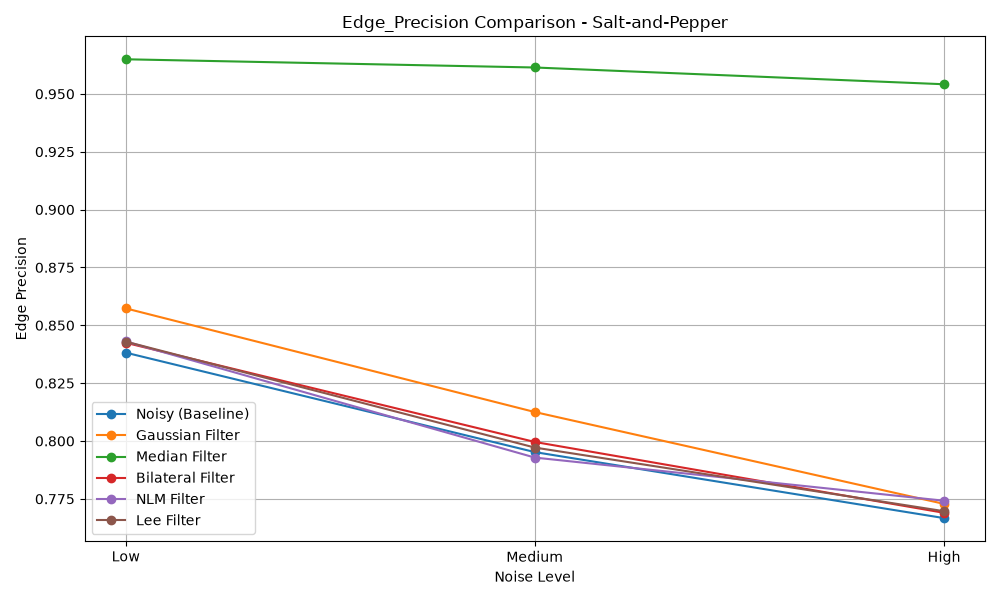 Edge_Precision Comparison - Salt-and-Pepper
Edge Precision
0.950
0.925
0.900
0.875
0.850
0.825
0.800
0.775
Noisy (Baseline)
Gaussian Filter
Median Filter
Bilateral Filter
NLM Filter
Lee Filter
Low Medium High
Noise Level